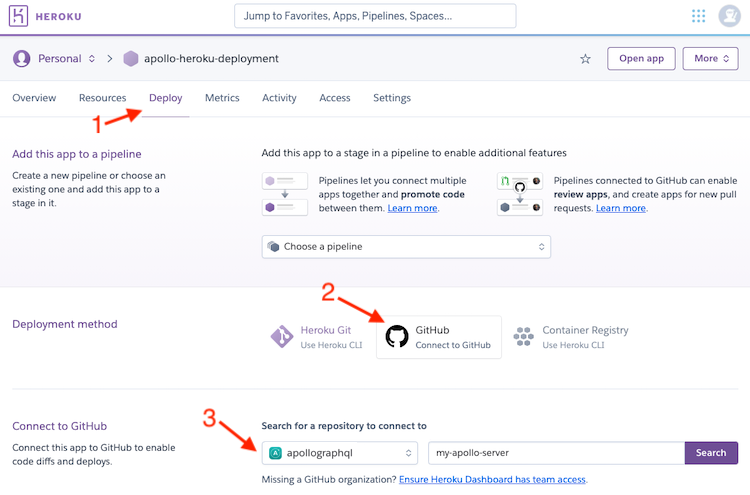 HEROKU
Jump to Favorites, Apps, Pipelines, Spaces...
Personal
apollo-heroku-deployment
Open app
More
Overview
Resources
Deploy
Metrics
Activity
Access
Settings
1
Add this app to a pipeline
Create a new pipeline or choose an
existing one and add this app to a
stage in it.
Add this app to a stage in a pipeline to enable additional features
Pipelines let you connect multiple
apps together and promote code
between them. Learn more.
Pipelines connected to GitHub can enable
review apps, and create apps for new pull
requests. Learn more.
Choose a pipeline
2
Deployment method
Heroku Git
Use Heroku CLI
GitHub
Connect to GitHub
Container Registry
Use Heroku CLI
3
Connect to GitHub
Connect this app to GitHub to enable
code diffs and deploys.
Search for a repository to connect to
A
apollographql
my-apollo-server
Search
Missing a GitHub organization? Ensure Heroku Dashboard has team access.